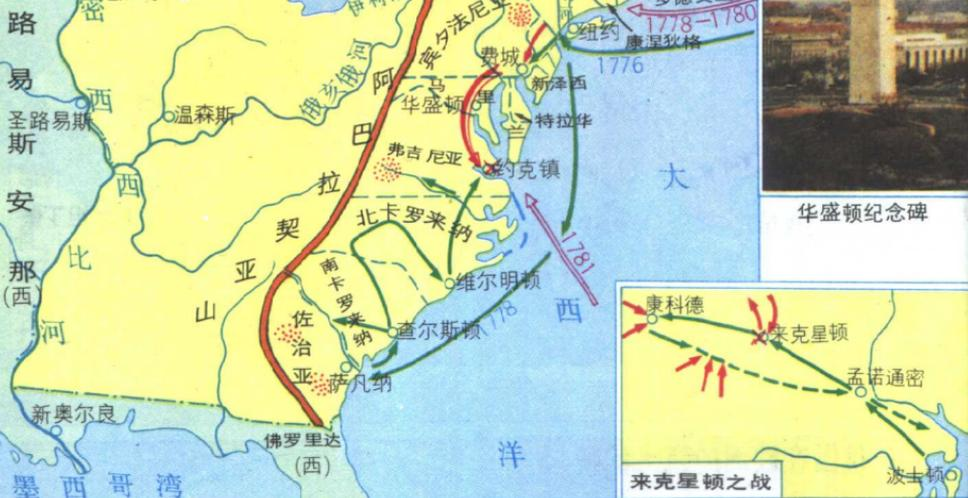 路易斯安那
(西)
圣路易斯
密西西比河
温森斯
俄亥俄河
阿巴拉契亚山
宾夕法尼亚
费城
马里兰
华盛顿
纽约
康涅狄格
1778-1780
1776
新泽西
特拉华
弗吉尼亚
约克镇
北卡罗来纳
1781
维尔明顿
南卡罗来纳
查尔斯顿
佐治亚
萨凡纳
新奥尔良
佛罗里达
(西)
墨西哥湾
大西洋
华盛顿纪念碑
康科德
来克星顿
孟诺通密
波士顿
来克星顿之战